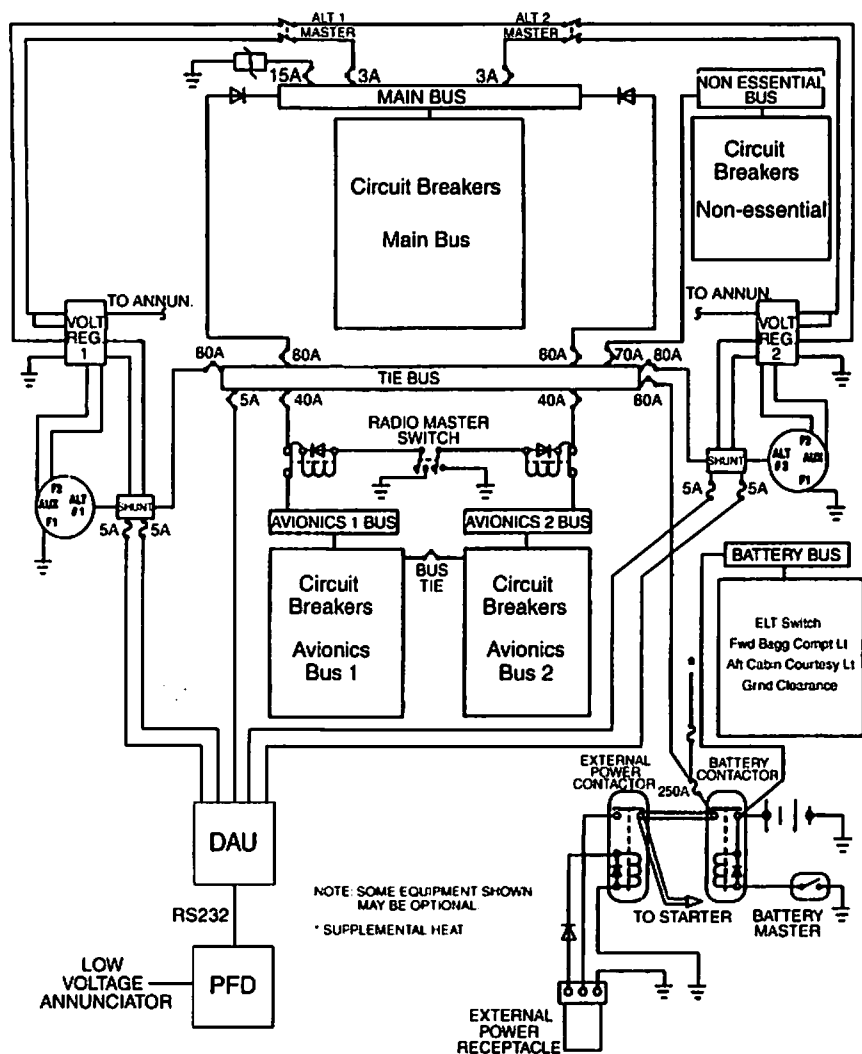 ALT 1
MASTER
ALT 2
MASTER
15A
3A
3A
MAIN BUS
NON ESSENTIAL
BUS
Circuit Breakers
Main Bus
Circuit
Breakers
Non-essential
TO ANNUN.
VOLT
REG.
1
TO ANNUN.
VOLT
REG.
2
80A
60A
60A
70A
80A
TIE BUS
5A
40A
40A
60A
RADIO MASTER
SWITCH
F2
AUX
ALT
#1
F1
SHUNT
5A
5A
SHUNT
5A
5A
F2
ALT
AUX
F1
AVIONICS 1 BUS
AVIONICS 2 BUS
BUS
TIE
Circuit
Breakers
Avionics
Bus 1
Circuit
Breakers
Avionics
Bus 2
BATTERY BUS
ELT Switch
Fwd Bagg Compt Lt
Aft Cabin Courtesy Lt
Grnd Clearance
*
EXTERNAL
POWER
CONTACTOR
BATTERY
CONTACTOR
250A
DAU
RS232
PFD
LOW
VOLTAGE
ANNUNCIATOR
NOTE: SOME EQUIPMENT SHOWN
MAY BE OPTIONAL
* SUPPLEMENTAL HEAT
TO STARTER
BATTERY
MASTER
EXTERNAL
POWER
RECEPTACLE